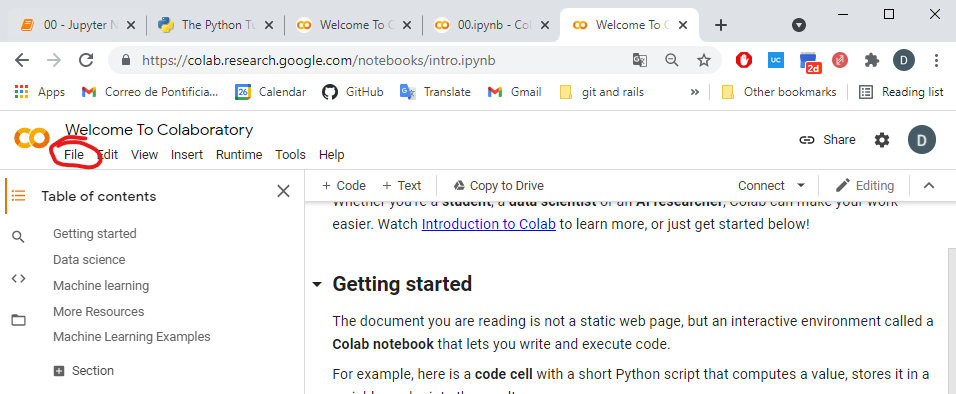 00 - Jupyter N
The Python Tu
Welcome To C
00.ipynb - Col
Welcome To C
https://colab.research.google.com/notebooks/intro.ipynb
UC
2d
D
Apps
Correo de Pontificia...
26
Calendar
GitHub
Translate
Gmail
git and rails
»
Other bookmarks
Reading list
Welcome To Colaboratory
File Edit View Insert Runtime Tools Help
Share
D
Table of contents
Getting started
Data science
Machine learning
More Resources
Machine Learning Examples
Section
+ Code + Text Copy to Drive
Connect
Editing
Whether you're a student, a data scientist or an AI researcher, Colab can make your work
easier. Watch Introduction to Colab to learn more, or just get started below!
Getting started
The document you are reading is not a static web page, but an interactive environment called a
Colab notebook that lets you write and execute code.
For example, here is a code cell with a short Python script that computes a value, stores it in a